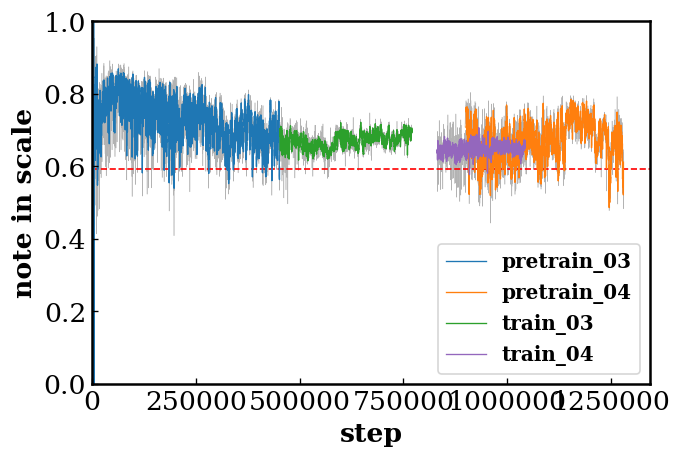 1.0
0.8
0.6
0.4
0.2
0.0
note in scale
pretrain_03
pretrain_04
train_03
train_04
0 250000 500000 750000 1000000 1250000
step